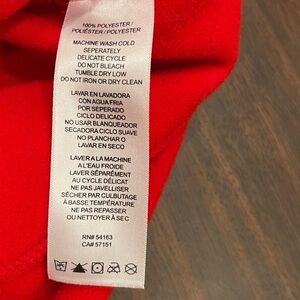 100% POLYESTER/
POLIÉSTER / POLYESTER
MACHINE WASH COLD
SEPERATELY
DELICATE CYCLE
DO NOT BLEACH
TUMBLE DRY LOW
DO NOT IRON OR DRY CLEAN
LAVAR EN LAVADORA
CON AGUA FRIA
POR SEPARADO
CICLO DELICADO
NO USAR BLANQUEADOR
SECADORA CICLO SUAVE
NO PLANCHAR O
LAVAR EN SECO
LAVER A LA MACHINE
A L'EAU FROIDE
LAVER SÉPARÉMENT
AU CYCLE DÉLICAT
NE PAS JAVELLISER
SÉCHER PAR CULBUTAGE
À BASSE TEMPÉRATURE
NE PAS REPASSER
OU NETTOYER À SEC
RN# 54163
CA# 57151